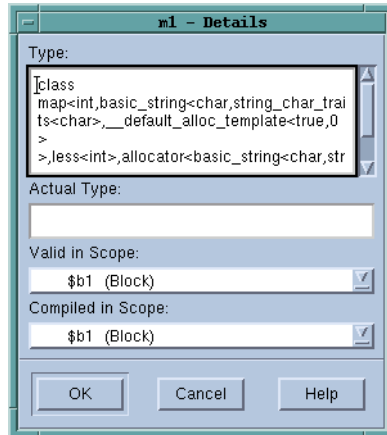 m1 - Details
Type:
class
map<int,basic_string<char,string_char_trai
ts<char>,__default_alloc_template<true,0
>
>,less<int>,allocator<basic_string<char,str
Actual Type:
Valid in Scope:
$b1 (Block)
Compiled in Scope:
$b1 (Block)
OK Cancel Help